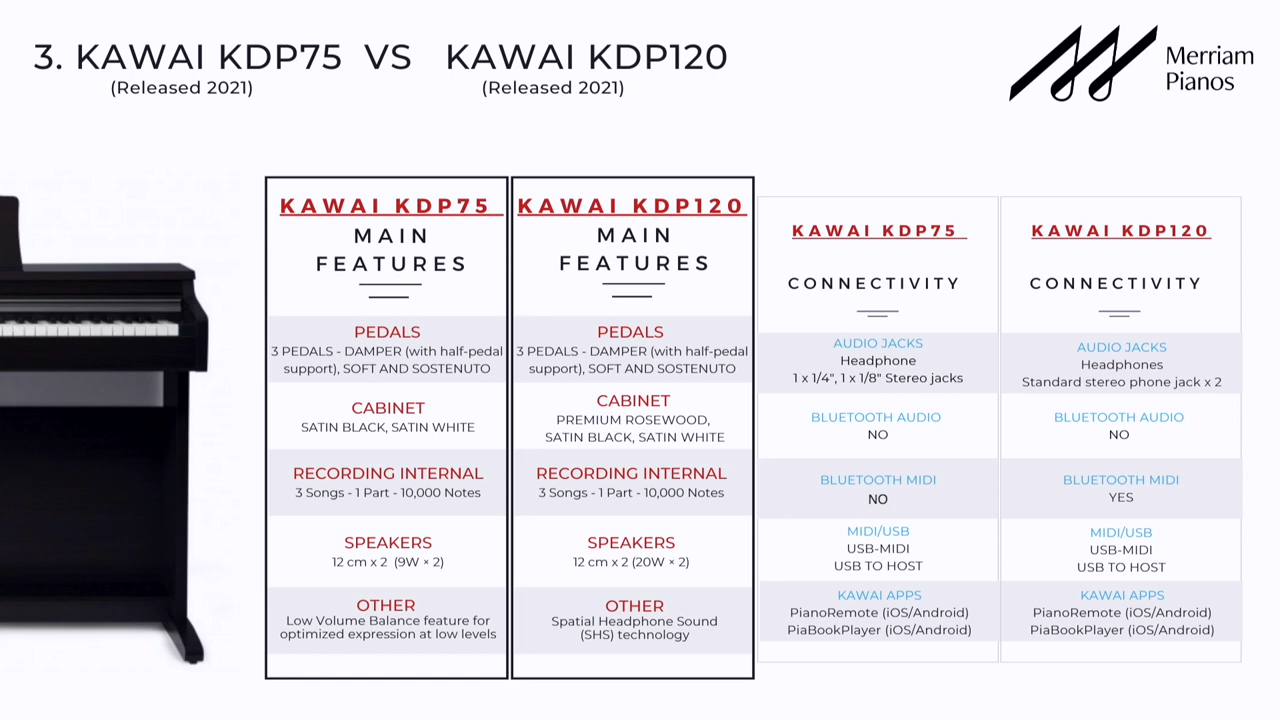 3. KAWAI KDP75 VS KAWAI KDP120
(Released 2021) (Released 2021)
Merriam
Pianos
KAWAI KDP75
MAIN
FEATURES
PEDALS
3 PEDALS - DAMPER (with half-pedal
support), SOFT AND SOSTENUTO
CABINET
SATIN BLACK, SATIN WHITE
RECORDING INTERNAL
3 Songs - 1 Part - 10,000 Notes
SPEAKERS
12 cm x 2 (9W × 2)
OTHER
Low Volume Balance feature for
optimized expression at low levels
KAWAI KDP120
MAIN
FEATURES
PEDALS
3 PEDALS - DAMPER (with half-pedal
support), SOFT AND SOSTENUTO
CABINET
PREMIUM ROSEWOOD,
SATIN BLACK, SATIN WHITE
RECORDING INTERNAL
3 Songs - 1 Part - 10,000 Notes
SPEAKERS
12 cm x 2 (20W × 2)
OTHER
Spatial Headphone Sound
(SHS) technology
KAWAI KDP75
CONNECTIVITY
AUDIO JACKS
Headphone
1 x 1/4", 1 x 1/8" Stereo jacks
BLUETOOTH AUDIO
NO
BLUETOOTH MIDI
NO
MIDI/USB
USB-MIDI
USB TO HOST
KAWAI APPS
PianoRemote (iOS/Android)
PiaBookPlayer (iOS/Android)
KAWAI KDP120
CONNECTIVITY
AUDIO JACKS
Headphones
Standard stereo phone jack x 2
BLUETOOTH AUDIO
NO
BLUETOOTH MIDI
YES
MIDI/USB
USB-MIDI
USB TO HOST
KAWAI APPS
PianoRemote (iOS/Android)
PiaBookPlayer (iOS/Android)